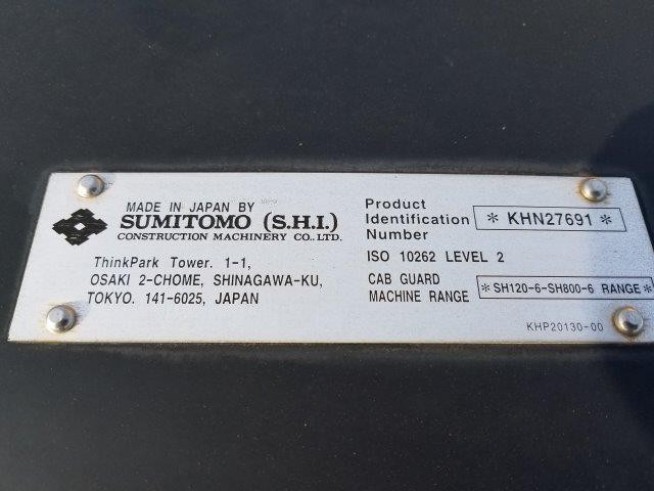 MADE IN JAPAN BY
SUMITOMO (S.H.I.)
CONSTRUCTION MACHINERY CO., LTD.
ThinkPark Tower. 1-1,
OSAKI 2-CHOME, SHINAGAWA-KU,
TOKYO. 141-6025, JAPAN
Product
Identification
Number
* KHN27691 *
ISO 10262 LEVEL 2
CAB GUARD
MACHINE RANGE
* SH120-6-SH800-6 RANGE *
KHP20130-00